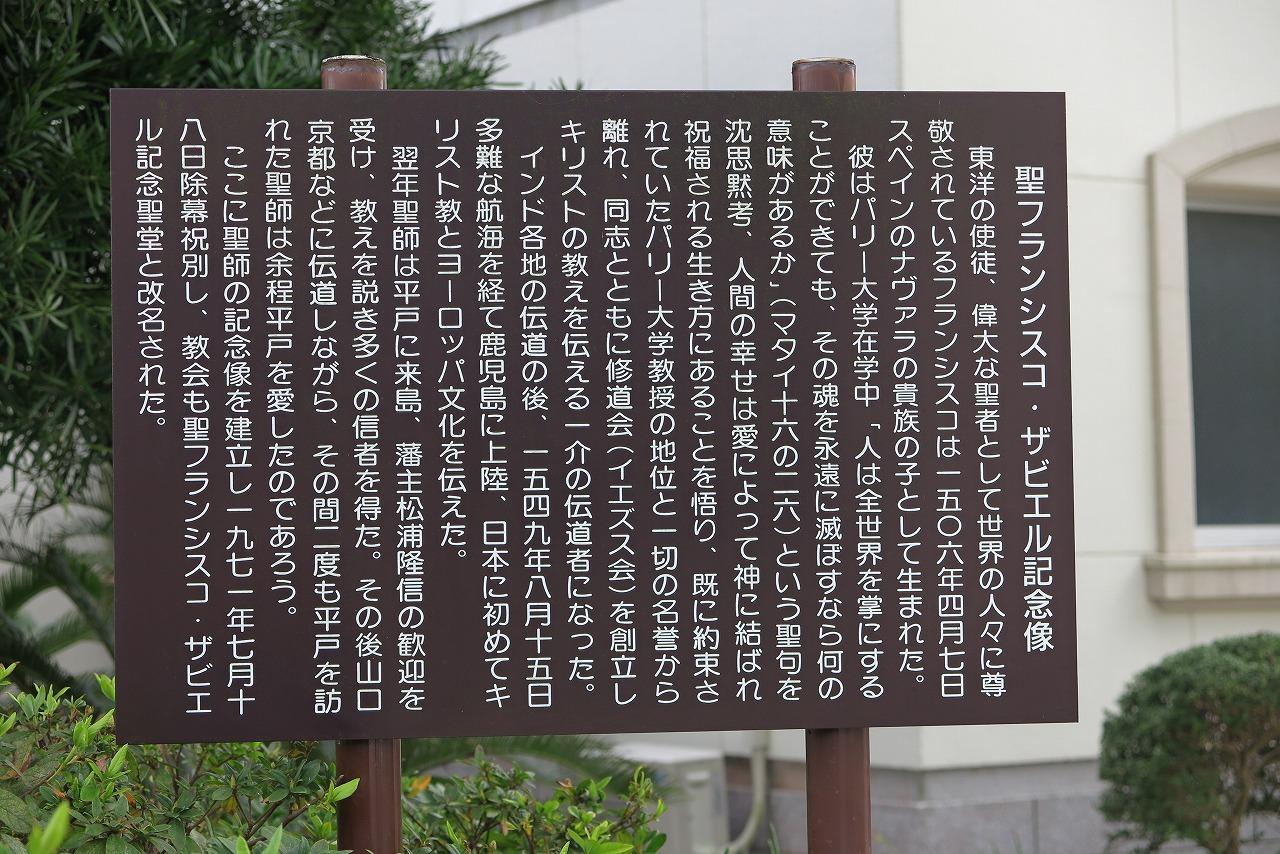 聖フランシスコ・ザビエル記念像
東洋の使徒、偉大な聖者として世界の人々に尊
敬されているフランシスコは一五〇六年四月七日
スペインのナヴァラの貴族の子として生まれた。
彼はパリー大学在学中「人は全世界を掌にする
ことができても、その魂を永遠に滅ぼすなら何の
意味があるか」（マタイ十六の二六）という聖句を
沈思黙考、人間の幸せは愛によって神に結ばれ
祝福される生き方にあることを悟り、既に約束さ
れていたパリー大学教授の地位と一切の名誉から
離れ、同志とともに修道会（イエズス会）を創立し
キリストの教えを伝える一介の伝道者になった。
インド各地の伝道の後、一五四九年八月十五日
多難な航海を経て鹿児島に上陸、日本に初めてキ
リスト教とヨーロッパ文化を伝えた。
翌年聖師は平戸に来島、藩主松浦隆信の歓迎を
受け、教えを説き多くの信者を得た。その後山口
京都などに伝道しながら、その間二度も平戸を訪
れた聖師は余程平戸を愛したのであろう。
ここに聖師の記念像を建立し一九七一年七月十
八日除幕祝別し、教会も聖フランシスコ・ザビエ
ル記念聖堂と改名された。